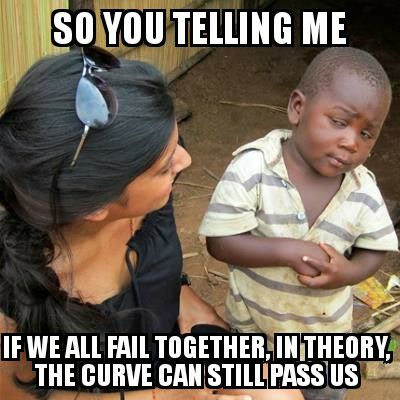 SO YOU TELLING ME
IF WE ALL FAIL TOGETHER, IN THEORY,
THE CURVE CAN STILL PASS US